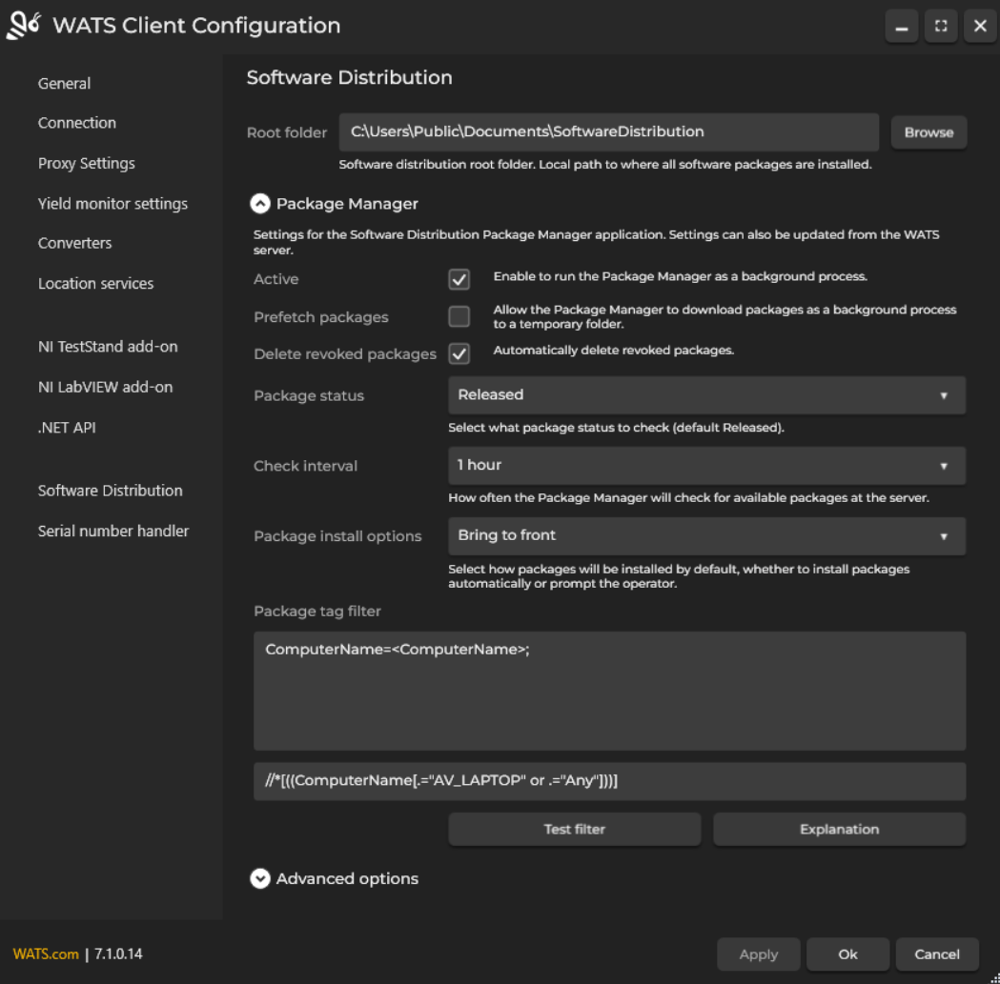 WATS Client Configuration
General
Connection
Proxy Settings
Yield monitor settings
Converters
Location services
NI TestStand add-on
NI LabVIEW add-on
.NET API
Software Distribution
Serial number handler
Software Distribution
Root folder
C:\Users\Public\Documents\SoftwareDistribution
Browse
Software distribution root folder. Local path to where all software packages are installed.
Package Manager
Settings for the Software Distribution Package Manager application. Settings can also be updated from the WATS
server.
Active
Enable to run the Package Manager as a background process.
Prefetch packages
Allow the Package Manager to download packages as a background process
to a temporary folder.
Delete revoked packages
Automatically delete revoked packages.
Package status
Released
Select what package status to check (default Released).
Check interval
1 hour
How often the Package Manager will check for available packages at the server.
Package install options
Bring to front
Select how packages will be installed by default, whether to install packages
automatically or prompt the operator.
Package tag filter
ComputerName=<ComputerName>;
//*[((ComputerName[.="AV_LAPTOP" or .="Any"]))]
Test filter
Explanation
Advanced options
WATS.com | 7.1.0.14
Apply
Ok
Cancel